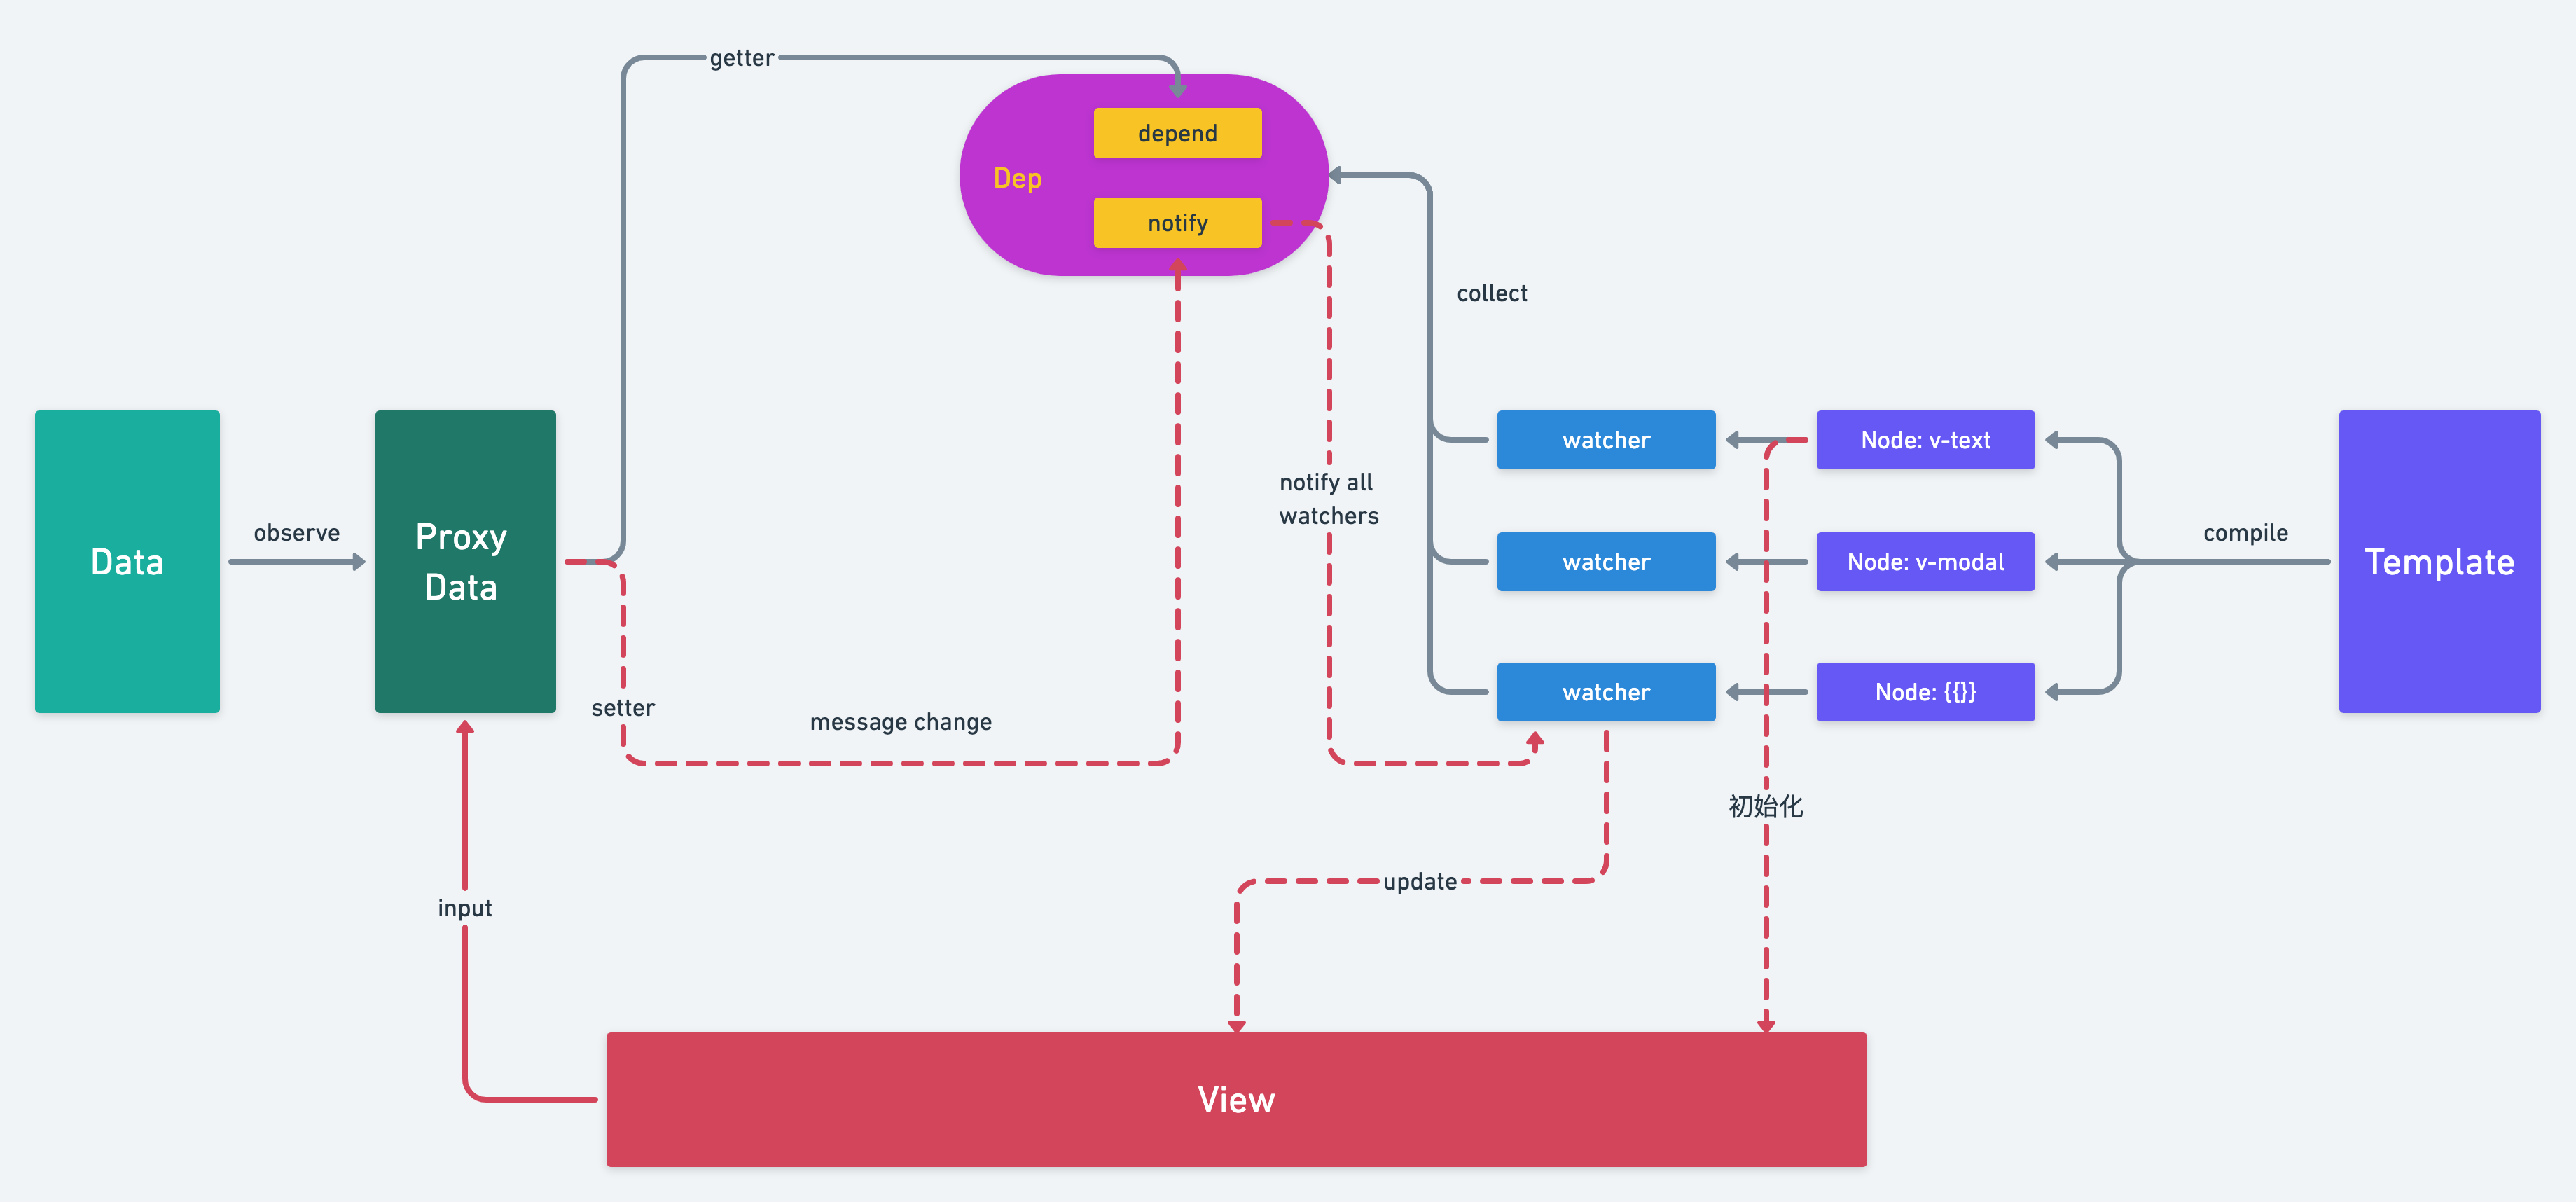 getter
depend
Dep
notify
collect
notify all
watchers
Data
observe
Proxy
Data
setter
message change
watcher
watcher
watcher
Node: v-text
Node: v-modal
Node: {{}}
compile
Template
初始化
update
input
View